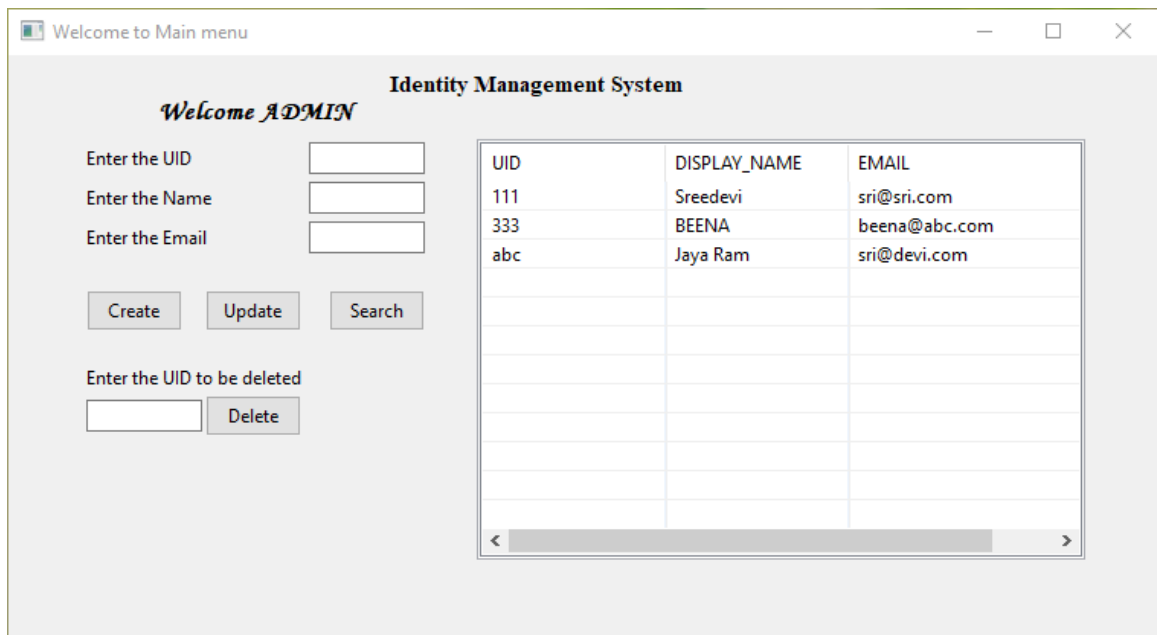 Welcome to Main menu
Identity Management System
Welcome ADMIN
Enter the UID
Enter the Name
Enter the Email
Create Update Search
Enter the UID to be deleted
Delete
UID DISPLAY_NAME EMAIL
111 Sreedevi sri@sri.com
333 BEENA beena@abc.com
abc Jaya Ram sri@devi.com